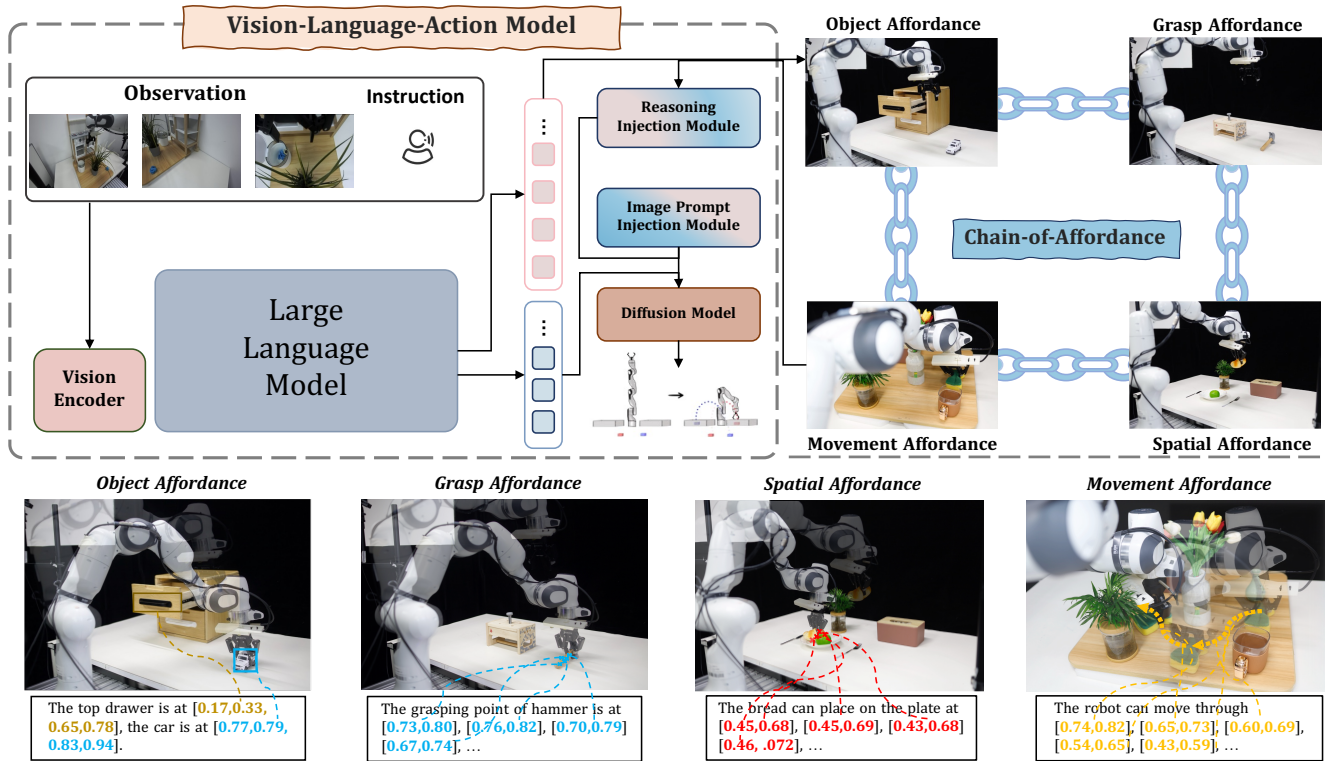 Vision-Language-Action Model
Observation
Instruction
Vision
Encoder
Large
Language
Model
...
...
Reasoning
Injection Module
Image Prompt
Injection Module
Diffusion Model
Object Affordance
Grasp Affordance
Chain-of-Affordance
Movement Affordance
Spatial Affordance
Object Affordance
Grasp Affordance
Spatial Affordance
Movement Affordance
The top drawer is at [0.17,0.33,
0.65,0.78], the car is at [0.77,0.79,
0.83,0.94].
The grasping point of hammer is at
[0.73,0.80], [0.76,0.82], [0.70,0.79]
[0.67,0.74], ...
The bread can place on the plate at
[0.45,0.68], [0.45,0.69], [0.43,0.68]
[0.46, .072], ...
The robot can move through
[0.74,0.82], [0.65,0.73], [0.60,0.69],
[0.54,0.65], [0.43,0.59], ...